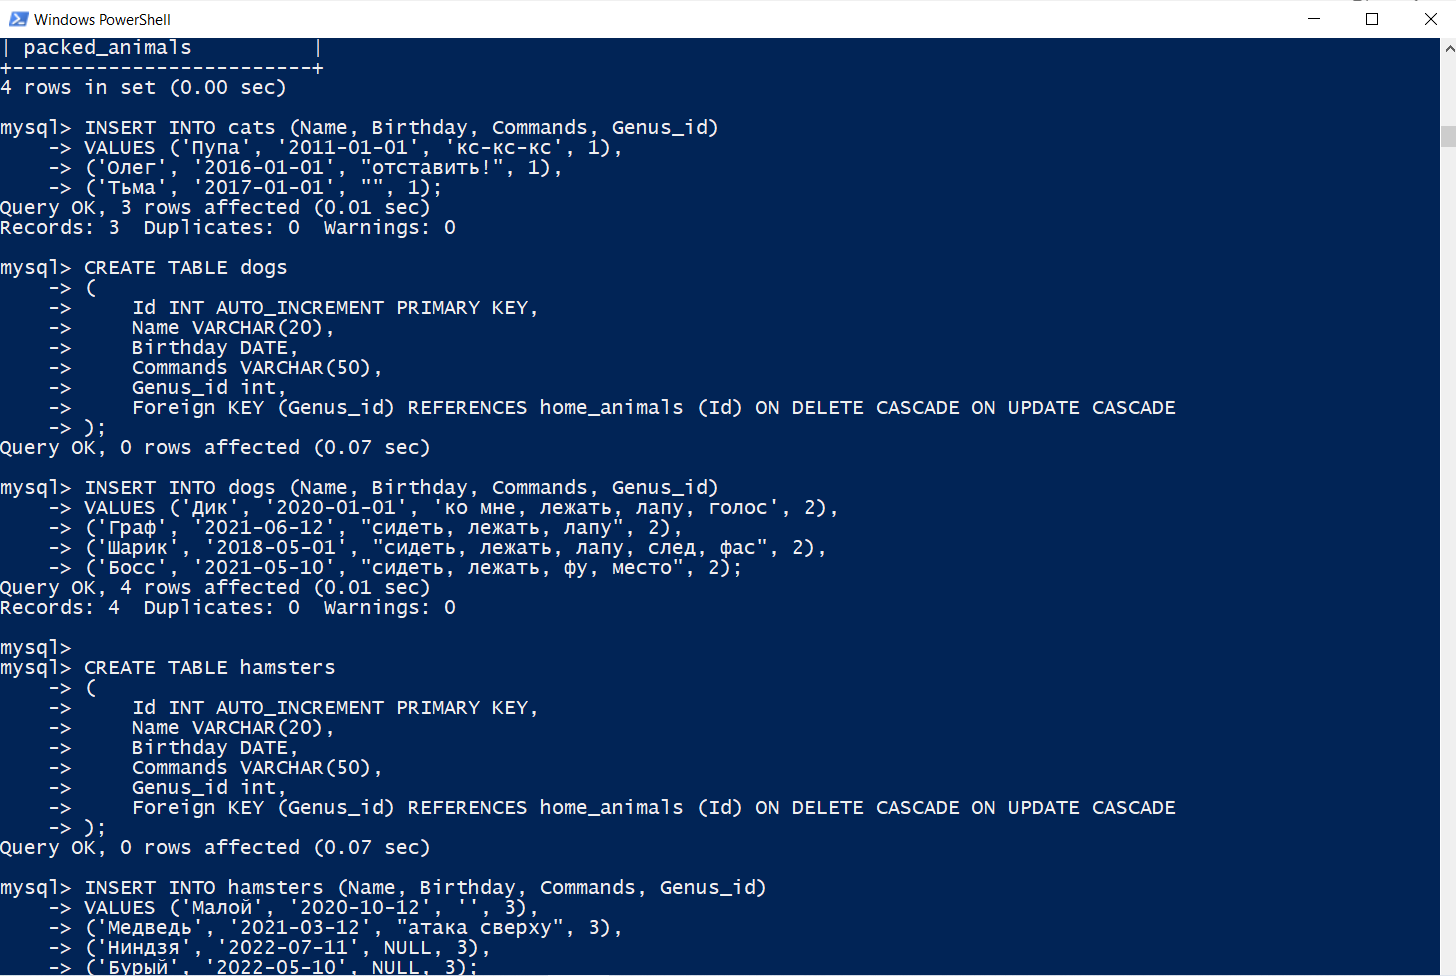 Windows PowerShell
| packed_animals          |
+-------------------------+
4 rows in set (0.00 sec)
mysql> INSERT INTO cats (Name, Birthday, Commands, Genus_id)
    -> VALUES ('Пупа', '2011-01-01', 'кс-кс-кс', 1),
    -> ('Олег', '2016-01-01', "отставить!", 1),
    -> ('Тьма', '2017-01-01', "", 1);
Query OK, 3 rows affected (0.01 sec)
Records: 3  Duplicates: 0  Warnings: 0
mysql> CREATE TABLE dogs
    -> (
    ->     Id INT AUTO_INCREMENT PRIMARY KEY,
    ->     Name VARCHAR(20),
    ->     Birthday DATE,
    ->     Commands VARCHAR(50),
    ->     Genus_id int,
    ->     Foreign KEY (Genus_id) REFERENCES home_animals (Id) ON DELETE CASCADE ON UPDATE CASCADE
    -> );
Query OK, 0 rows affected (0.07 sec)
mysql> INSERT INTO dogs (Name, Birthday, Commands, Genus_id)
    -> VALUES ('Дик', '2020-01-01', 'ко мне, лежать, лапу, голос', 2),
    -> ('Граф', '2021-06-12', "сидеть, лежать, лапу", 2),
    -> ('Шарик', '2018-05-01', "сидеть, лежать, лапу, след, фас", 2),
    -> ('Босс', '2021-05-10', "сидеть, лежать, фу, место", 2);
Query OK, 4 rows affected (0.01 sec)
Records: 4  Duplicates: 0  Warnings: 0
mysql>
mysql> CREATE TABLE hamsters
    -> (
    ->     Id INT AUTO_INCREMENT PRIMARY KEY,
    ->     Name VARCHAR(20),
    ->     Birthday DATE,
    ->     Commands VARCHAR(50),
    ->     Genus_id int,
    ->     Foreign KEY (Genus_id) REFERENCES home_animals (Id) ON DELETE CASCADE ON UPDATE CASCADE
    -> );
Query OK, 0 rows affected (0.07 sec)
mysql> INSERT INTO hamsters (Name, Birthday, Commands, Genus_id)
    -> VALUES ('Малой', '2020-10-12', '', 3),
    -> ('Медведь', '2021-03-12', "атака сверху", 3),
    -> ('Ниндзя', '2022-07-11', NULL, 3),
    -> ('Бурый', '2022-05-10', NULL, 3);